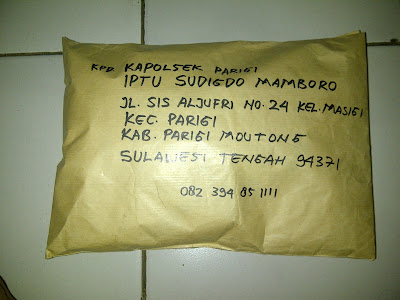 KPD KAPOLSEK PARIGI
IPTU SUDIEDO MAMBORO
JL. SIS ALJUFRI NO. 24 KEL. MASIGI
KEC. PARIGI
KAB. PARIGI MOUTONG
SULAWESI TENGAH 94371
082 394 85 1111